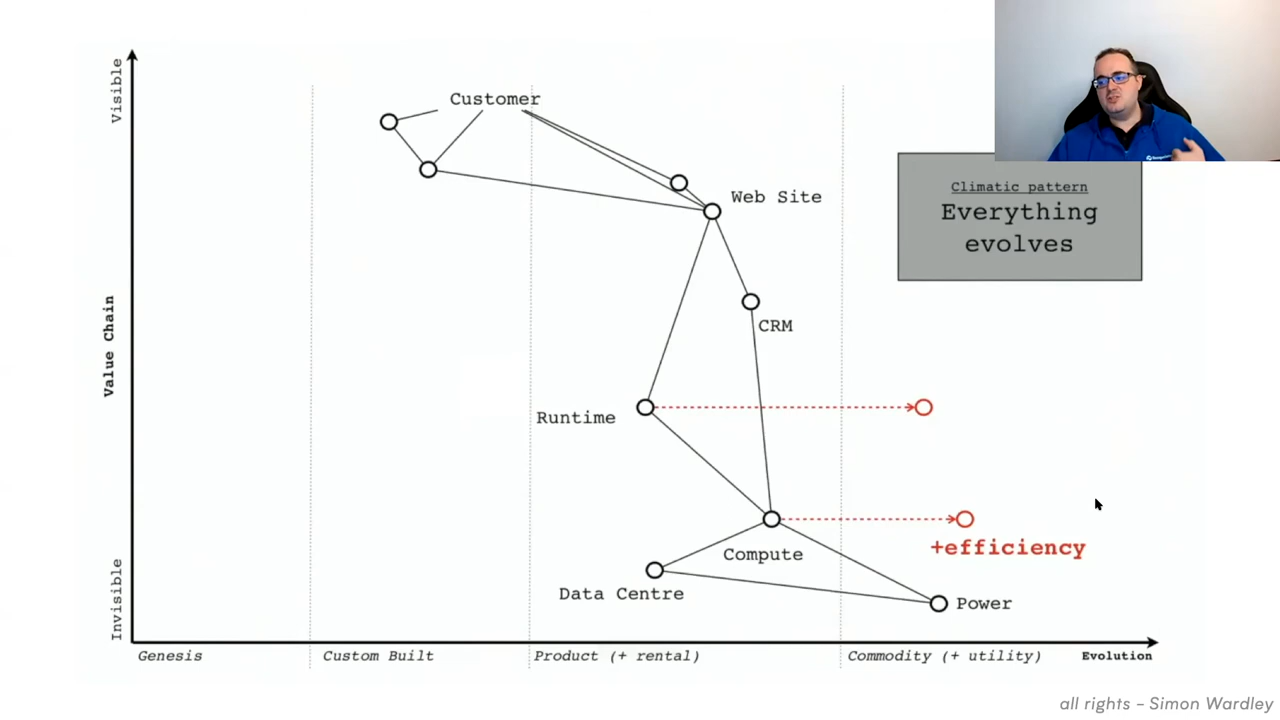 Visible
Customer
Climatic pattern
Everything
evolves
Web Site
CRM
Value Chain
Runtime
+efficiency
Compute
Data Centre
Power
Invisible
Genesis
Custom Built
Product (+ rental)
Commodity (+ utility)
Evolution
all rights – Simon Wardley